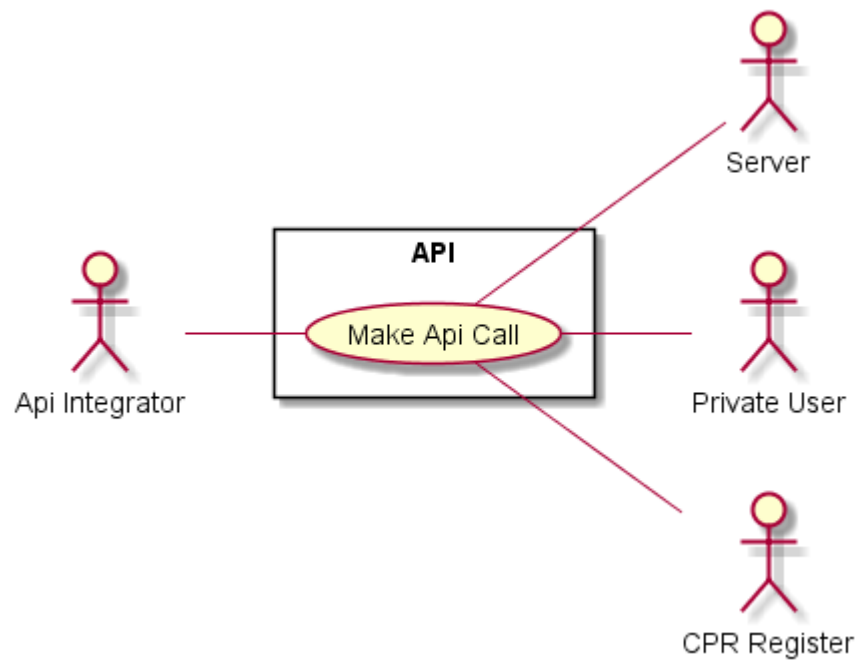 Server
API
Make Api Call
Api Integrator
Private User
CPR Register